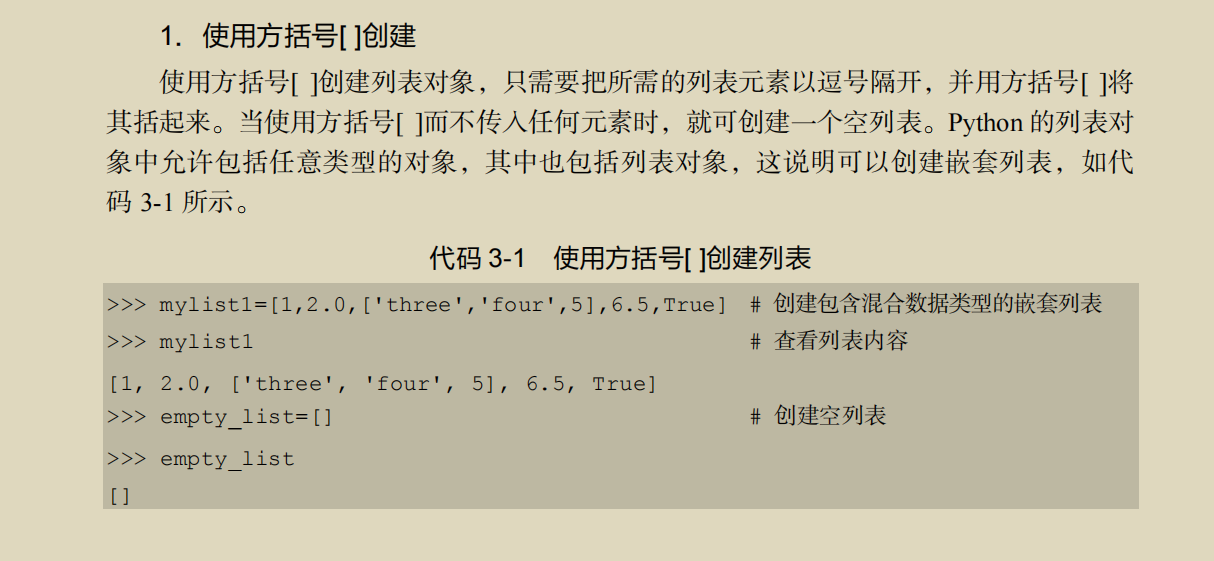 1．使用方括号[ ]创建
使用方括号[ ]创建列表对象，只需要把所需的列表元素以逗号隔开，并用方括号[ ]将
其括起来。当使用方括号[ ]而不传入任何元素时，就可创建一个空列表。Python 的列表对
象中允许包括任意类型的对象，其中也包括列表对象，这说明可以创建嵌套列表，如代
码 3-1 所示。
代码 3-1 使用方括号[ ]创建列表
>>> mylist1=[1,2.0,['three','four',5],6.5,True] # 创建包含混合数据类型的嵌套列表
>>> mylist1 # 查看列表内容
[1, 2.0, ['three', 'four', 5], 6.5, True]
>>> empty_list=[] # 创建空列表
>>> empty_list
[]